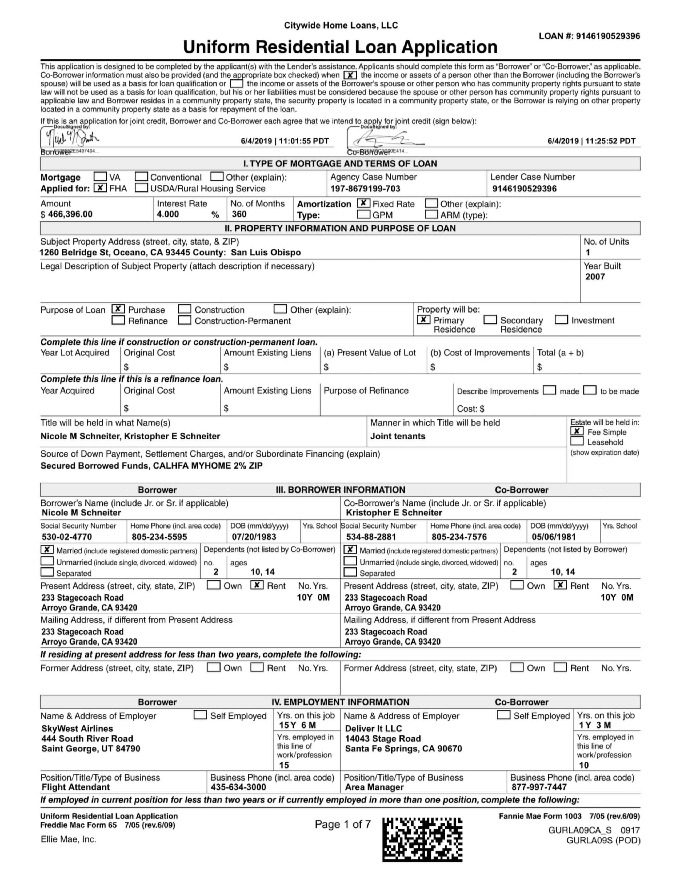 Citywide Home Loans, LLC
LOAN #: 9146190529396
Uniform Residential Loan Application
This application is designed to be completed by the applicant(s) with the Lender's assistance. Applicants should complete this form as "Borrower" or "Co-Borrower," as applicable.
Co-Borrower information must also be provided (and the appropriate box checked) when [X] the income or assets of a person other than the Borrower (including the Borrower's
spouse) will be used as a basis for loan qualification or [ ] the income or assets of the Borrower's spouse or other person who has community property rights pursuant to state
law will not be used as a basis for loan qualification, but his or her liabilities must be considered because the spouse or other person has community property rights pursuant to
applicable law and Borrower resides in a community property state, the security property is located in a community property state, or the Borrower is relying on other property
located in a community property state as a basis for repayment of the loan.
If this is an application for joint credit, Borrower and Co-Borrower each agree that we intend to apply for joint credit (sign below):
DocuSigned by: DocuSigned by:
6/4/2019 | 11:01:55 PDT 6/4/2019 | 11:25:52 PDT
Borrower Co-Borrower
I. TYPE OF MORTGAGE AND TERMS OF LOAN
Mortgage [ ] VA [ ] Conventional [ ] Other (explain): Agency Case Number Lender Case Number
Applied for: [X] FHA [ ] USDA/Rural Housing Service 197-8679199-703 9146190529396
Amount Interest Rate No. of Months Amortization [X] Fixed Rate [ ] Other (explain):
$ 466,396.00 4.000 % 360 Type: [ ] GPM [ ] ARM (type):
II. PROPERTY INFORMATION AND PURPOSE OF LOAN
Subject Property Address (street, city, state, & ZIP) No. of Units
1260 Belridge St, Oceano, CA 93445 County: San Luis Obispo 1
Legal Description of Subject Property (attach description if necessary) Year Built
2007
Purpose of Loan [X] Purchase [ ] Construction [ ] Other (explain): Property will be:
[ ] Refinance [ ] Construction-Permanent [X] Primary Residence [ ] Secondary Residence [ ] Investment
Complete this line if construction or construction-permanent loan.
Year Lot Acquired Original Cost Amount Existing Liens (a) Present Value of Lot (b) Cost of Improvements Total (a + b)
$ $ $ $ $
Complete this line if this is a refinance loan.
Year Acquired Original Cost Amount Existing Liens Purpose of Refinance Describe Improvements [ ] made [ ] to be made
$ $ Cost: $
Title will be held in what Name(s) Manner in which Title will be held Estate will be held in:
Nicole M Schneiter, Kristopher E Schneiter Joint tenants [X] Fee Simple
[ ] Leasehold
Source of Down Payment, Settlement Charges, and/or Subordinate Financing (explain) (show expiration date)
Secured Borrowed Funds, CALHFA MYHOME 2% ZIP
Borrower III. BORROWER INFORMATION Co-Borrower
Borrower's Name (include Jr. or Sr. if applicable) Co-Borrower's Name (include Jr. or Sr. if applicable)
Nicole M Schneiter Kristopher E Schneiter
Social Security Number Home Phone (incl. area code) DOB (mm/dd/yyyy) Yrs. School Social Security Number Home Phone (incl. area code) DOB (mm/dd/yyyy) Yrs. School
530-02-4770 805-234-5595 07/20/1983 534-88-2881 805-234-7576 05/06/1981
[X] Married (include registered domestic partners) Dependents (not listed by Co-Borrower) [X] Married (include registered domestic partners) Dependents (not listed by Borrower)
[ ] Unmarried (include single, divorced, widowed) no. ages [ ] Unmarried (include single, divorced, widowed) no. ages
[ ] Separated 2 10, 14 [ ] Separated 2 10, 14
Present Address (street, city, state, ZIP) [ ] Own [X] Rent No. Yrs. Present Address (street, city, state, ZIP) [ ] Own [X] Rent No. Yrs.
233 Stagecoach Road 10Y 0M 233 Stagecoach Road 10Y 0M
Arroyo Grande, CA 93420 Arroyo Grande, CA 93420
Mailing Address, if different from Present Address Mailing Address, if different from Present Address
233 Stagecoach Road 233 Stagecoach Road
Arroyo Grande, CA 93420 Arroyo Grande, CA 93420
If residing at present address for less than two years, complete the following:
Former Address (street, city, state, ZIP) [ ] Own [ ] Rent No. Yrs. Former Address (street, city, state, ZIP) [ ] Own [ ] Rent No. Yrs.
Borrower IV. EMPLOYMENT INFORMATION Co-Borrower
Name & Address of Employer [ ] Self Employed Yrs. on this job Name & Address of Employer [ ] Self Employed Yrs. on this job
SkyWest Airlines 15Y 6 M Deliver It LLC 1 Y 3 M
444 South River Road Yrs. employed in this line of work/profession 14043 Stage Road Yrs. employed in this line of work/profession
Saint George, UT 84790 Santa Fe Springs, CA 90670
15 10
Position/Title/Type of Business Business Phone (incl. area code) Position/Title/Type of Business Business Phone (incl. area code)
Flight Attendant 435-634-3000 Area Manager 877-997-7447
If employed in current position for less than two years or if currently employed in more than one position, complete the following:
Uniform Residential Loan Application Fannie Mae Form 1003 7/05 (rev.6/09)
Freddie Mac Form 65 7/05 (rev.6/09) Page 1 of 7 GURLA09CA_S 0917
Ellie Mae, Inc. GURLA09S (POD)